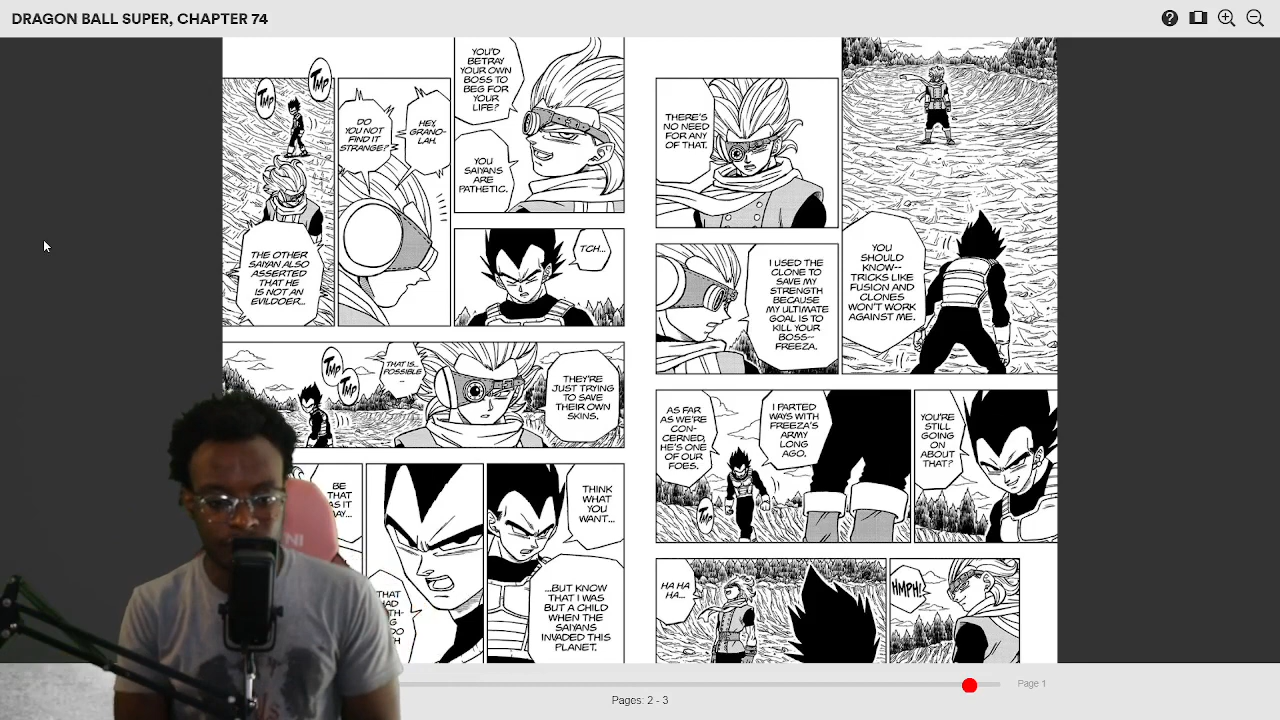 DRAGON BALL SUPER, CHAPTER 74
YOU
SHOULD
KNOW--
TRICKS LIKE
FUSION AND
CLONES
WON'T WORK
AGAINST ME.
THERE'S
NO NEED
FOR ANY
OF THAT.
I USED THE
CLONE TO
SAVE MY
STRENGTH
BECAUSE
MY ULTIMATE
GOAL IS TO
KILL YOUR
BOSS--
FREEZA.
YOU'RE
STILL
GOING
ON
ABOUT
THAT?
I PARTED
WAYS WITH
FREEZA'S
ARMY
LONG
AGO.
AS FAR
AS WE'RE
CON-
CERNED,
HE'S ONE
OF OUR
FOES.
TMP
HMPH!
HA HA
HA...
YOU'D
BETRAY
YOUR OWN
BOSS TO
BEG FOR
YOUR
LIFE?
YOU
SAIYANS
ARE
PATHETIC.
TCH...
HEY,
GRANO-
LAH.
DO
YOU NOT
FIND IT
STRANGE?
TMP
TMP
THE OTHER
SAIYAN ALSO
ASSERTED
THAT HE
IS NOT AN
EVILDOER...
THEY'RE
JUST TRYING
TO SAVE
THEIR OWN
SKINS.
THAT IS...
POSSIBLE
...
TMP
TMP
THINK
WHAT
YOU
WANT...
...BUT KNOW
THAT I WAS
BUT A CHILD
WHEN THE
SAIYANS
INVADED THIS
PLANET.
BE
THAT
AS IT
Pages: 2 - 3
Page 1